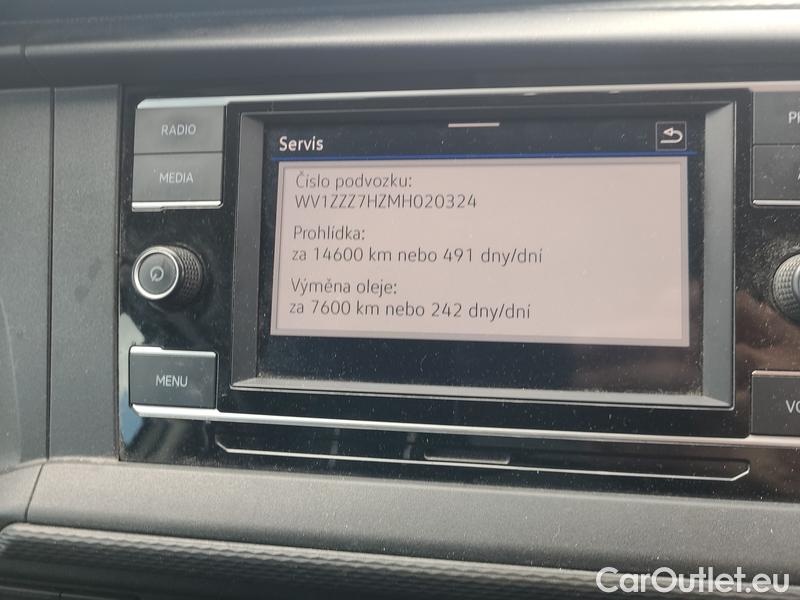 RADIO
MEDIA
MENU
Servis
Číslo podvozku:
WV1ZZZ7HZMH020324
Prohlídka:
za 14600 km nebo 491 dny/dní
Výměna oleje:
za 7600 km nebo 242 dny/dní
CarOutlet.eu